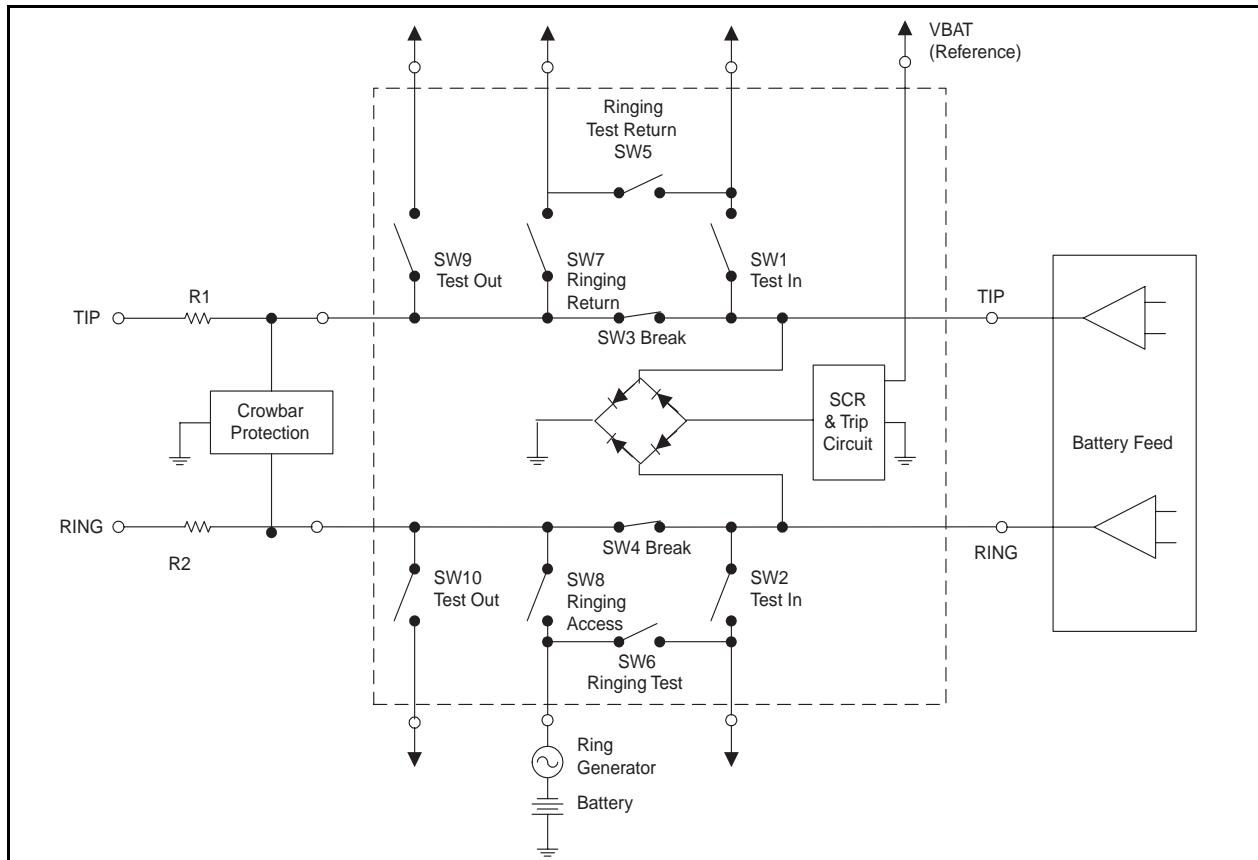 VBAT
(Reference)
Ringing
Test Return
SW5
SW9
Test Out
SW7
Ringing
Return
SW1
Test In
R1
TIP
SW3 Break
TIP
Crowbar
Protection
SCR
& Trip
Circuit
Battery Feed
RING
R2
SW4 Break
RING
SW10
Test Out
SW8
Ringing
Access
SW2
Test In
SW6
Ringing Test
Ring
Generator
Battery